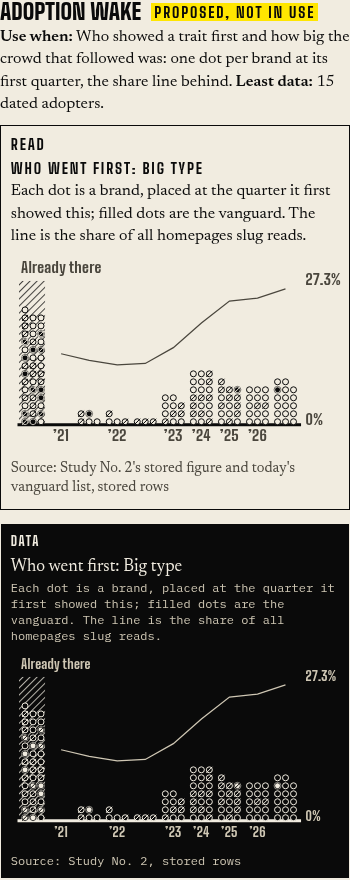 ADOPTION WAKE PROPOSED, NOT IN USE
Use when: Who showed a trait first and how big the
crowd that followed was: one dot per brand at its
first quarter, the share line behind. Least data: 15
dated adopters.
READ
WHO WENT FIRST: BIG TYPE
Each dot is a brand, placed at the quarter it first
showed this; filled dots are the vanguard. The
line is the share of all homepages slug reads.
Already there
27.3%
0%
’21 ’22 ’23 ’24 ’25 ’26
Source: Study No. 2's stored figure and today's
vanguard list, stored rows
DATA
Who went first: Big type
Each dot is a brand, placed at the quarter it
first showed this; filled dots are the
vanguard. The line is the share of all
homepages slug reads.
Already there
27.3%
0%
’21 ’22 ’23 ’24 ’25 ’26
Source: Study No. 2, stored rows